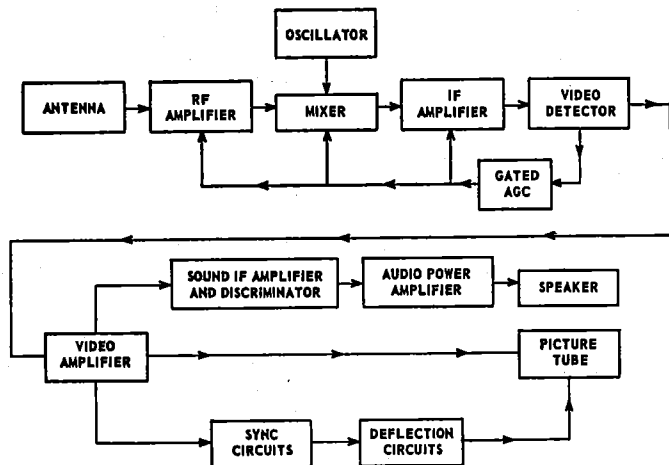 OSCILLATOR
ANTENNA
RF
AMPLIFIER
MIXER
IF
AMPLIFIER
VIDEO
DETECTOR
GATED
AGC
SOUND IF AMPLIFIER
AND DISCRIMINATOR
AUDIO POWER
AMPLIFIER
SPEAKER
VIDEO
AMPLIFIER
PICTURE
TUBE
SYNC
CIRCUITS
DEFLECTION
CIRCUITS